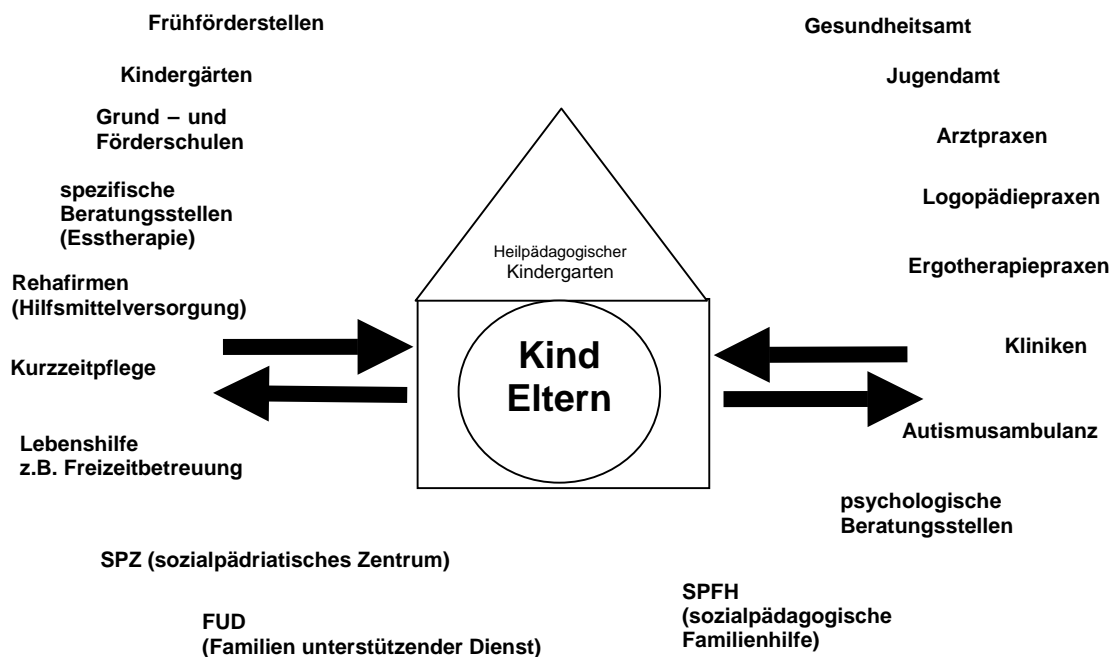 Frühförderstellen
Kindergärten
Grund – und
Förderschulen
spezifische
Beratungsstellen
(Esstherapie)
Rehafirmen
(Hilfsmittelversorgung)
Kurzzeitpflege
Lebenshilfe
z.B. Freizeitbetreuung
SPZ (sozialpädriatisches Zentrum)
FUD
(Familien unterstützender Dienst)
Heilpädagogischer
Kindergarten
Kind
Eltern
Gesundheitsamt
Jugendamt
Arztpraxen
Logopädiepraxen
Ergotherapiepraxen
Kliniken
Autismusambulanz
psychologische
Beratungsstellen
SPFH
(sozialpädagogische
Familienhilfe)